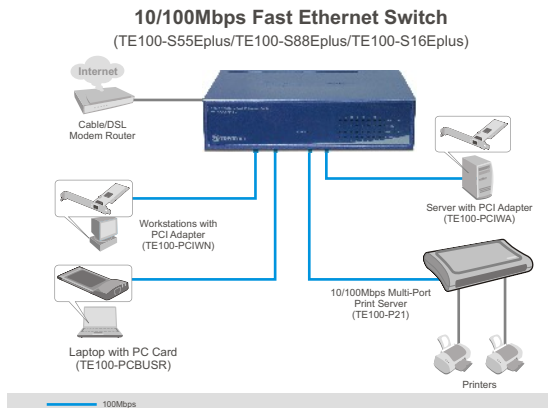 10/100Mbps Fast Ethernet Switch
(TE100-S55Eplus/TE100-S88Eplus/TE100-S16Eplus)
Internet
Cable/DSL
Modem Router
Workstations with
PCI Adapter
(TE100-PCIWN)
Server with PCI Adapter
(TE100-PCIWA)
10/100Mbps Multi-Port
Print Server
(TE100-P21)
Laptop with PC Card
(TE100-PCBUSR)
Printers
100Mbps